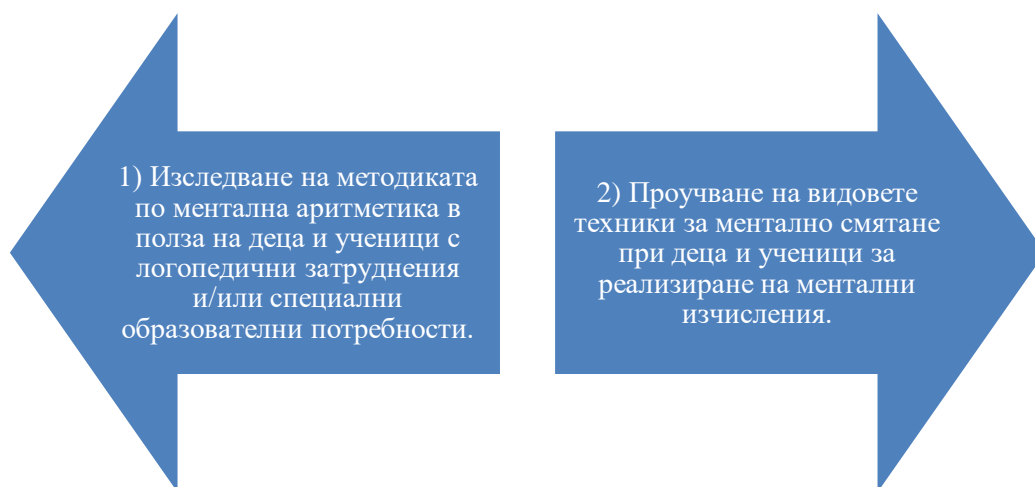 1) Изследване на методиката
по ментална аритметика в
полза на деца и ученици с
логопедични затруднения
и/или специални
образователни потребности.
2) Проучване на видовете
техники за ментално смятане
при деца и ученици за
реализиране на ментални
изчисления.